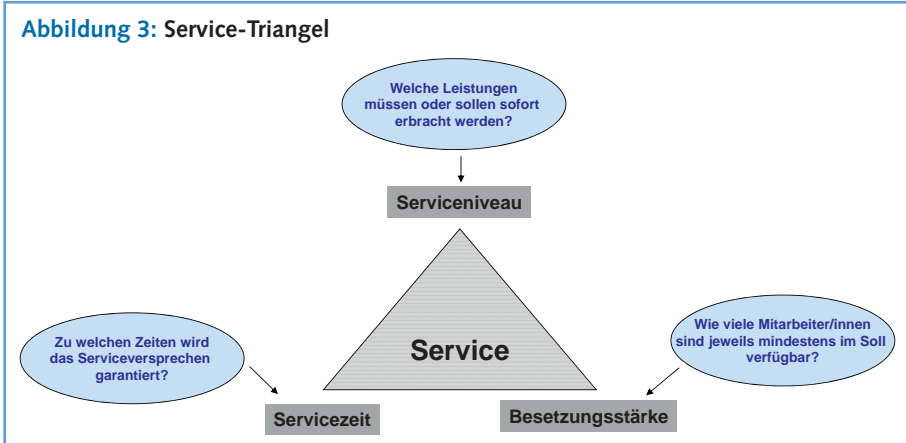 Abbildung 3: Service-Triangel
Welche Leistungen
müssen oder sollen sofort
erbracht werden?
Serviceniveau
Service
Zu welchen Zeiten wird
das Serviceversprechen
garantiert?
Servicezeit
Wie viele Mitarbeiter/innen
sind jeweils mindestens im Soll
verfügbar?
Besetzungsstärke